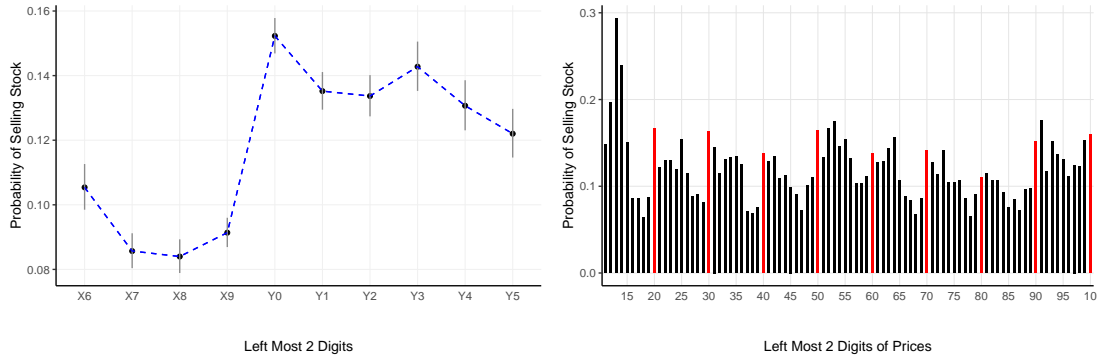 Probability of Selling Stock
0.16
0.14
0.12
0.10
0.08
X6 X7 X8 X9 Y0 Y1 Y2 Y3 Y4 Y5
Left Most 2 Digits
Probability of Selling Stock
0.3
0.2
0.1
0.0
15 20 25 30 35 40 45 50 55 60 65 70 75 80 85 90 95 10
Left Most 2 Digits of Prices